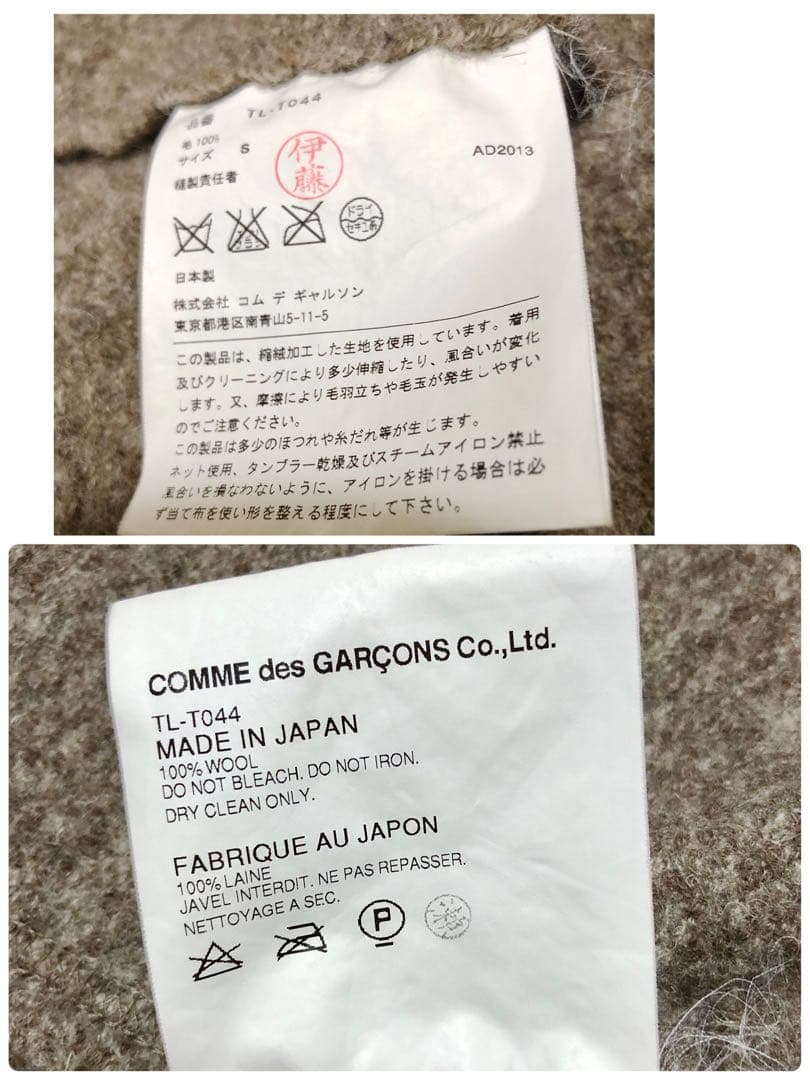 品番 TL-T044
毛 100%
サイズ S
伊藤
AD2013
縫製責任者
ドライ
セキユ系
日本製
株式会社 コム デ ギャルソン
東京都港区南青山5-11-5
この製品は、縮絨加工した生地を使用しています。着用
及びクリーニングにより多少伸縮したり、風合いが変化
します。又、摩擦により毛羽立ちや毛玉が発生しやすい
のでご注意ください。
この製品は多少のほつれや糸だれ等が生じます。
ネット使用、タンブラー乾燥及びスチームアイロン禁止
風合いを損なわないように、アイロンを掛ける場合は必
ず当て布を使い形を整える程度にして下さい。
COMME des GARÇONS Co.,Ltd.
TL-T044
MADE IN JAPAN
100% WOOL
DO NOT BLEACH. DO NOT IRON.
DRY CLEAN ONLY.
FABRIQUE AU JAPON
100% LAINE
JAVEL INTERDIT. NE PAS REPASSER.
NETTOYAGE A SEC.
P